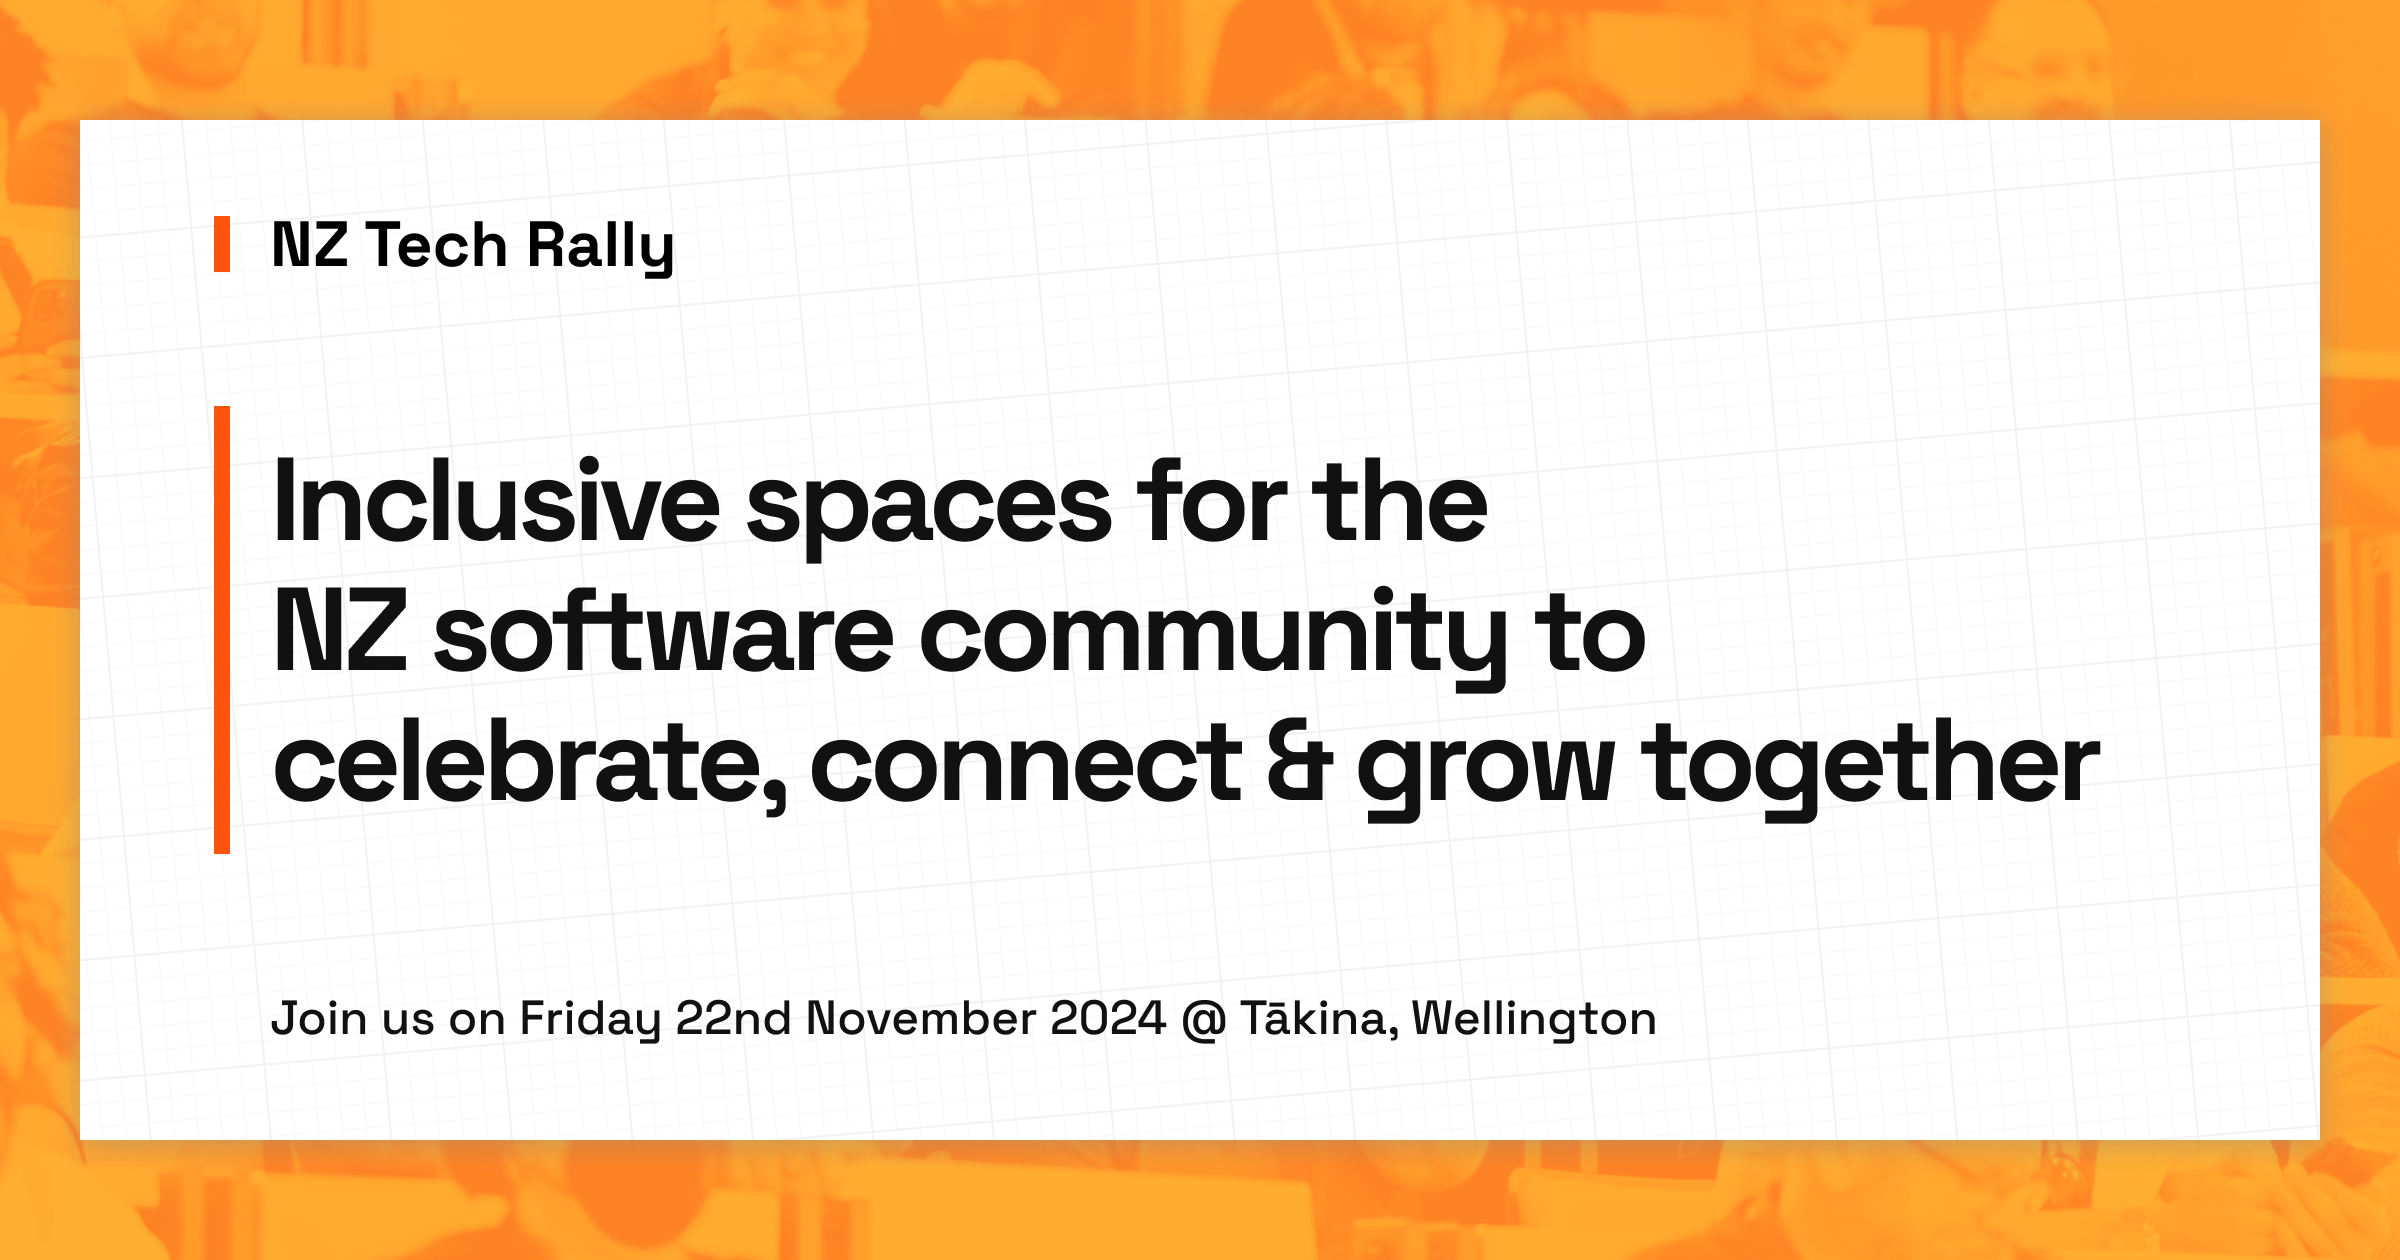 NZ Tech Rally
Inclusive spaces for the
NZ software community to
celebrate, connect & grow together
Join us on Friday 22nd November 2024 @ Tākina, Wellington